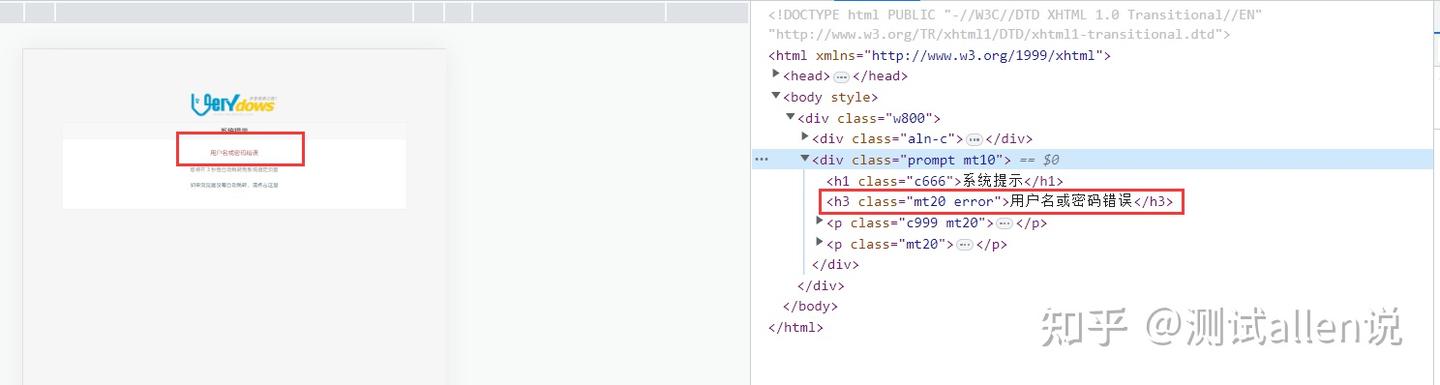 VeryDows
系统提示
用户名或密码错误
<!DOCTYPE html PUBLIC "-//W3C//DTD XHTML 1.0 Transitional//EN"
"http://www.w3.org/TR/xhtml1/DTD/xhtml1-transitional.dtd">
<html xmlns="http://www.w3.org/1999/xhtml">
<head> … </head>
<body style>
<div class="w800">
<div class="aln-c"> … </div>
… <div class="prompt mt10"> == $0
<h1 class="c666">系统提示</h1>
<h3 class="mt20 error">用户名或密码错误</h3>
<p class="c999 mt20"> … </p>
<p class="mt20"> … </p>
</div>
</div>
</body>
</html>
知乎 @测试allen说